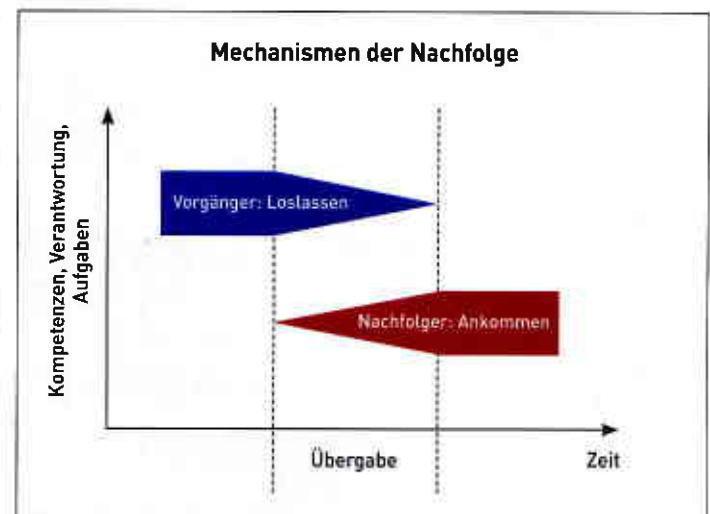 Mechanismen der Nachfolge
Kompetenzen, Verantwortung,
Aufgaben
Vorgänger: Loslassen
Nachfolger: Ankommen
Übergabe
Zeit